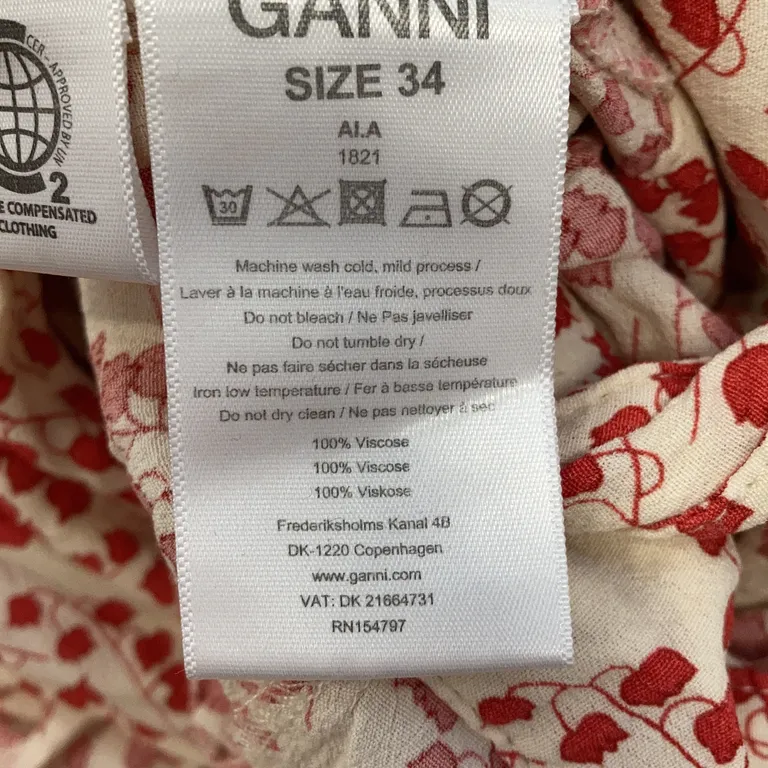 GANNI
SIZE 34
AI.A
1821
30
Machine wash cold, mild process /
Laver à la machine à l'eau froide, processus doux
Do not bleach / Ne Pas javelliser
Do not tumble dry /
Ne pas faire sécher dans la sécheuse
Iron low temperature / Fer à basse température
Do not dry clean / Ne pas nettoyer à sec
100% Viscose
100% Viscose
100% Viskose
Frederiksholms Kanal 4B
DK-1220 Copenhagen
www.ganni.com
VAT: DK 21664731
RN154797
CER - APPROVED BY UN
2
COMPENSATED
CLOTHING